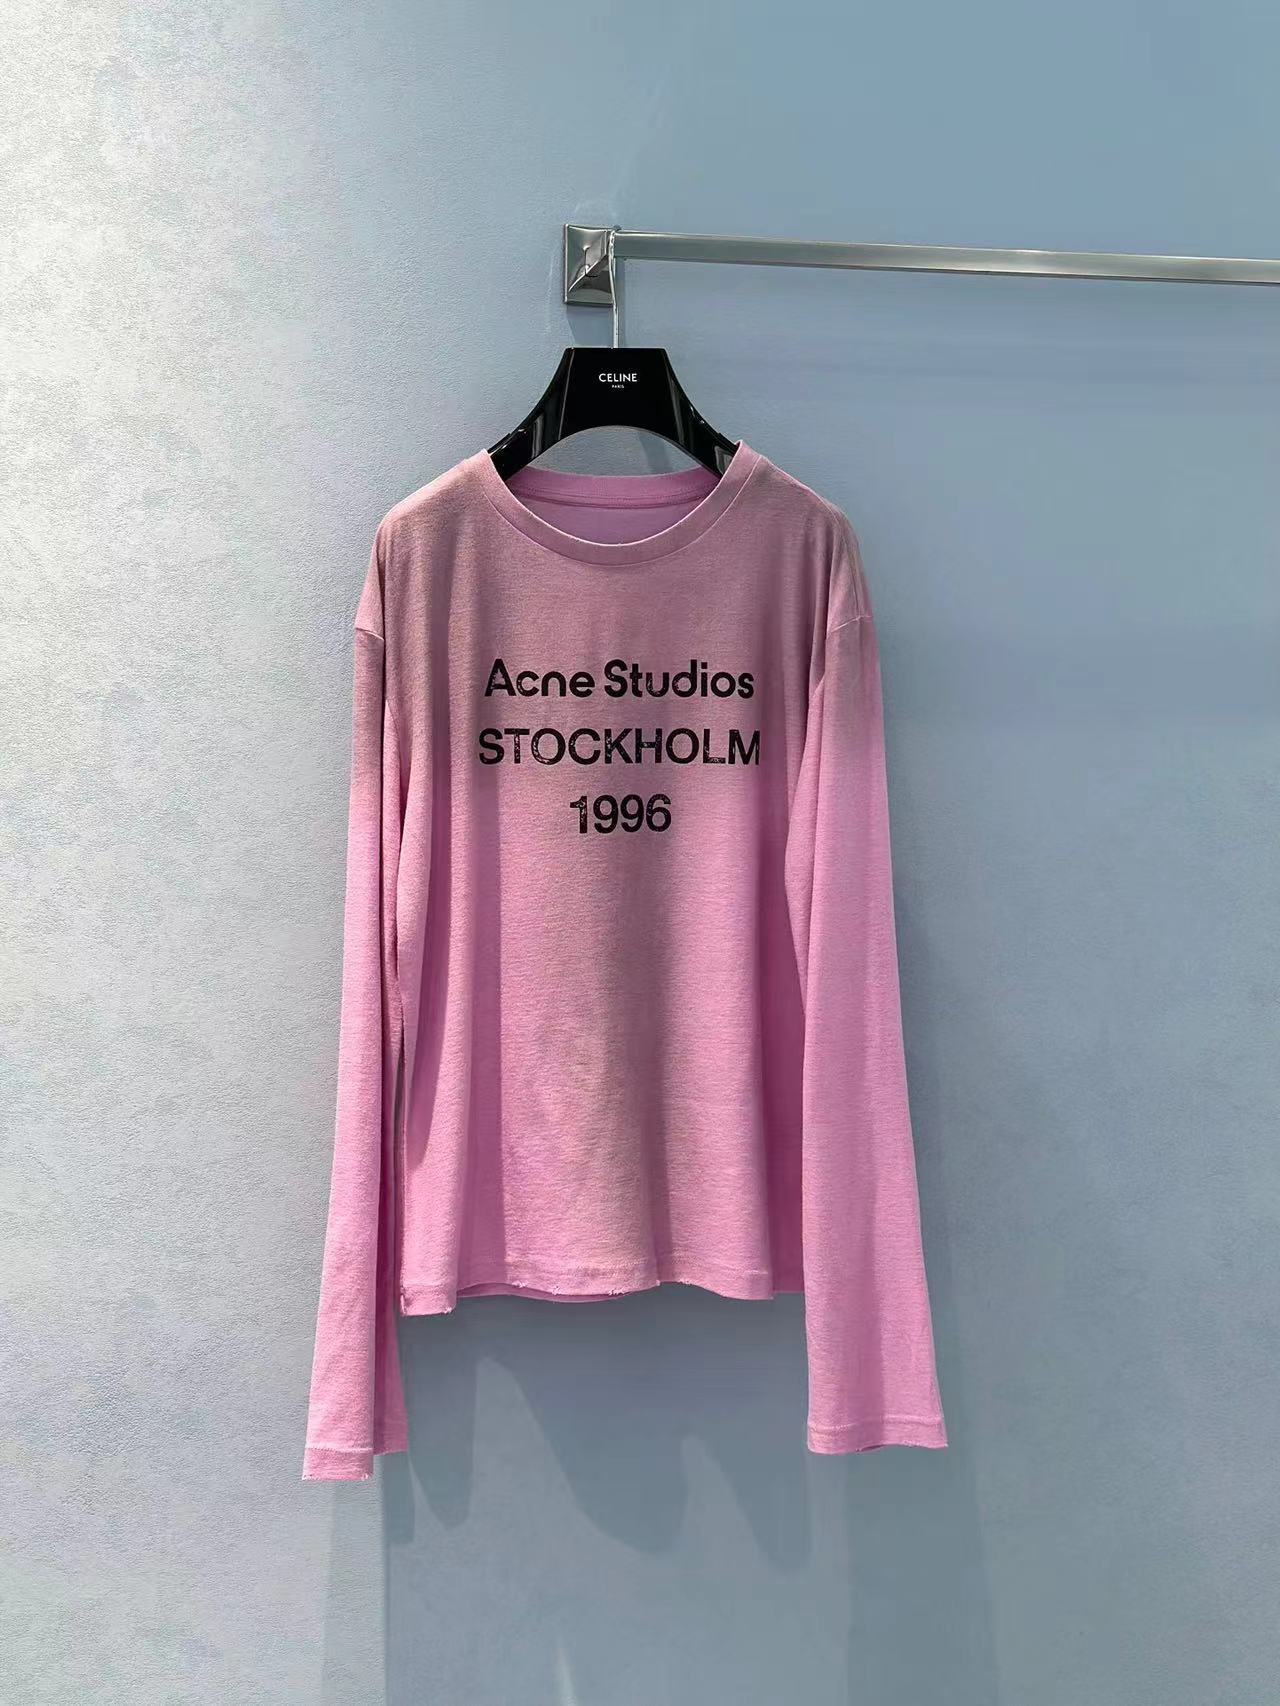 CELINE
PARIS
Acne Studios
STOCKHOLM
1996